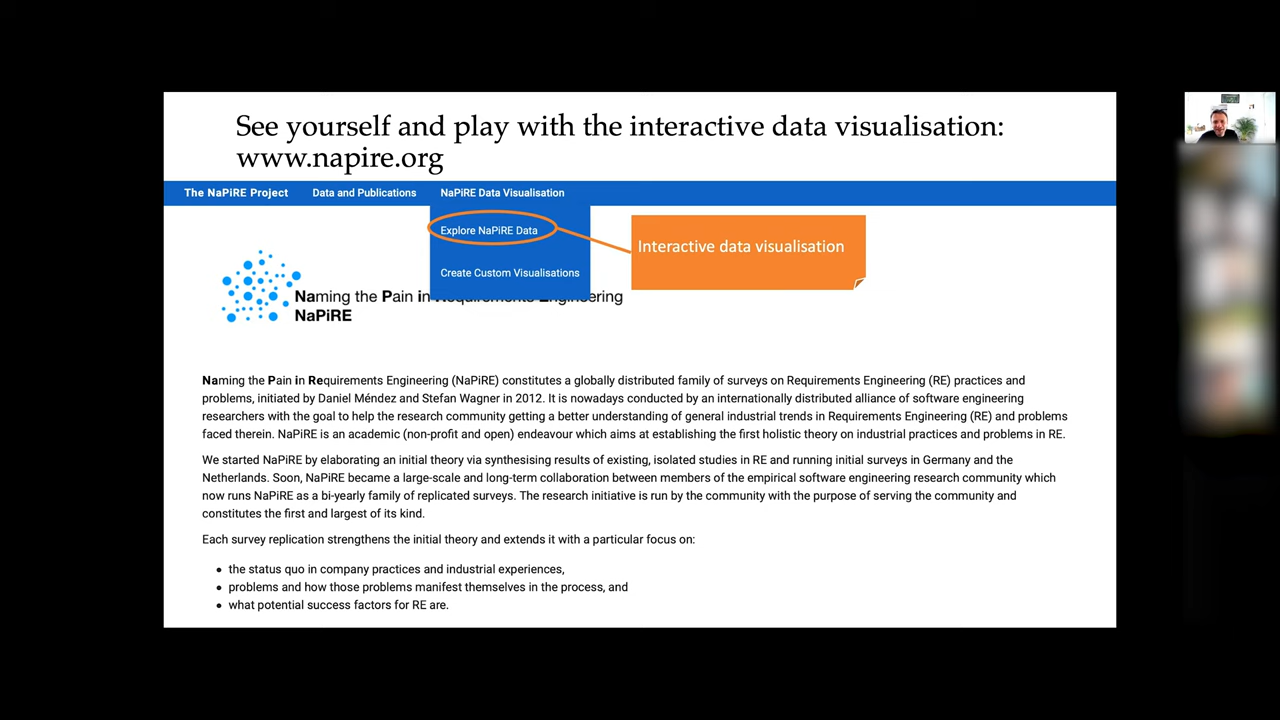 See yourself and play with the interactive data visualisation:
www.napire.org
The NaPiRE Project Data and Publications NaPiRE Data Visualisation
Explore NaPiRE Data
Interactive data visualisation
Create Custom Visualisations
Naming the Pain in Requirements Engineering
NaPiRE
Naming the Pain in Requirements Engineering (NaPiRE) constitutes a globally distributed family of surveys on Requirements Engineering (RE) practices and
problems, initiated by Daniel Méndez and Stefan Wagner in 2012. It is nowadays conducted by an internationally distributed alliance of software engineering
researchers with the goal to help the research community getting a better understanding of general industrial trends in Requirements Engineering (RE) and problems
faced therein. NaPiRE is an academic (non-profit and open) endeavour which aims at establishing the first holistic theory on industrial practices and problems in RE.
We started NaPiRE by elaborating an initial theory via synthesising results of existing, isolated studies in RE and running initial surveys in Germany and the
Netherlands. Soon, NaPiRE became a large-scale and long-term collaboration between members of the empirical software engineering research community which
now runs NaPiRE as a bi-yearly family of replicated surveys. The research initiative is run by the community with the purpose of serving the community and
constitutes the first and largest of its kind.
Each survey replication strengthens the initial theory and extends it with a particular focus on:
• the status quo in company practices and industrial experiences,
• problems and how those problems manifest themselves in the process, and
• what potential success factors for RE are.